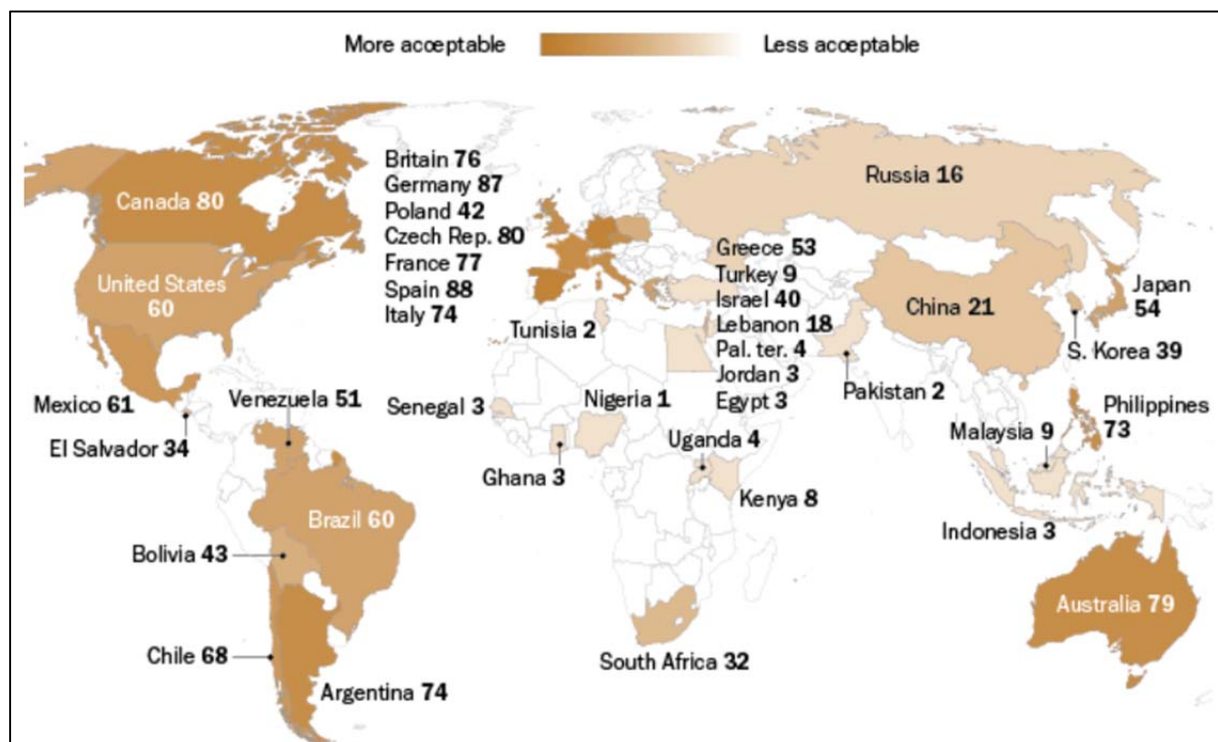 More acceptable
Less acceptable
Britain 76
Germany 87
Poland 42
Czech Rep. 80
France 77
Spain 88
Italy 74
Canada 80
United States
60
Mexico 61
El Salvador 34
Venezuela 51
Brazil 60
Bolivia 43
Chile 68
Argentina 74
Tunisia 2
Senegal 3
Nigeria 1
Ghana 3
Uganda 4
Kenya 8
South Africa 32
Greece 53
Turkey 9
Israel 40
Lebanon 18
Pal. ter. 4
Jordan 3
Egypt 3
Russia 16
China 21
Pakistan 2
Japan
54
S. Korea 39
Philippines
73
Malaysia 9
Indonesia 3
Australia 79